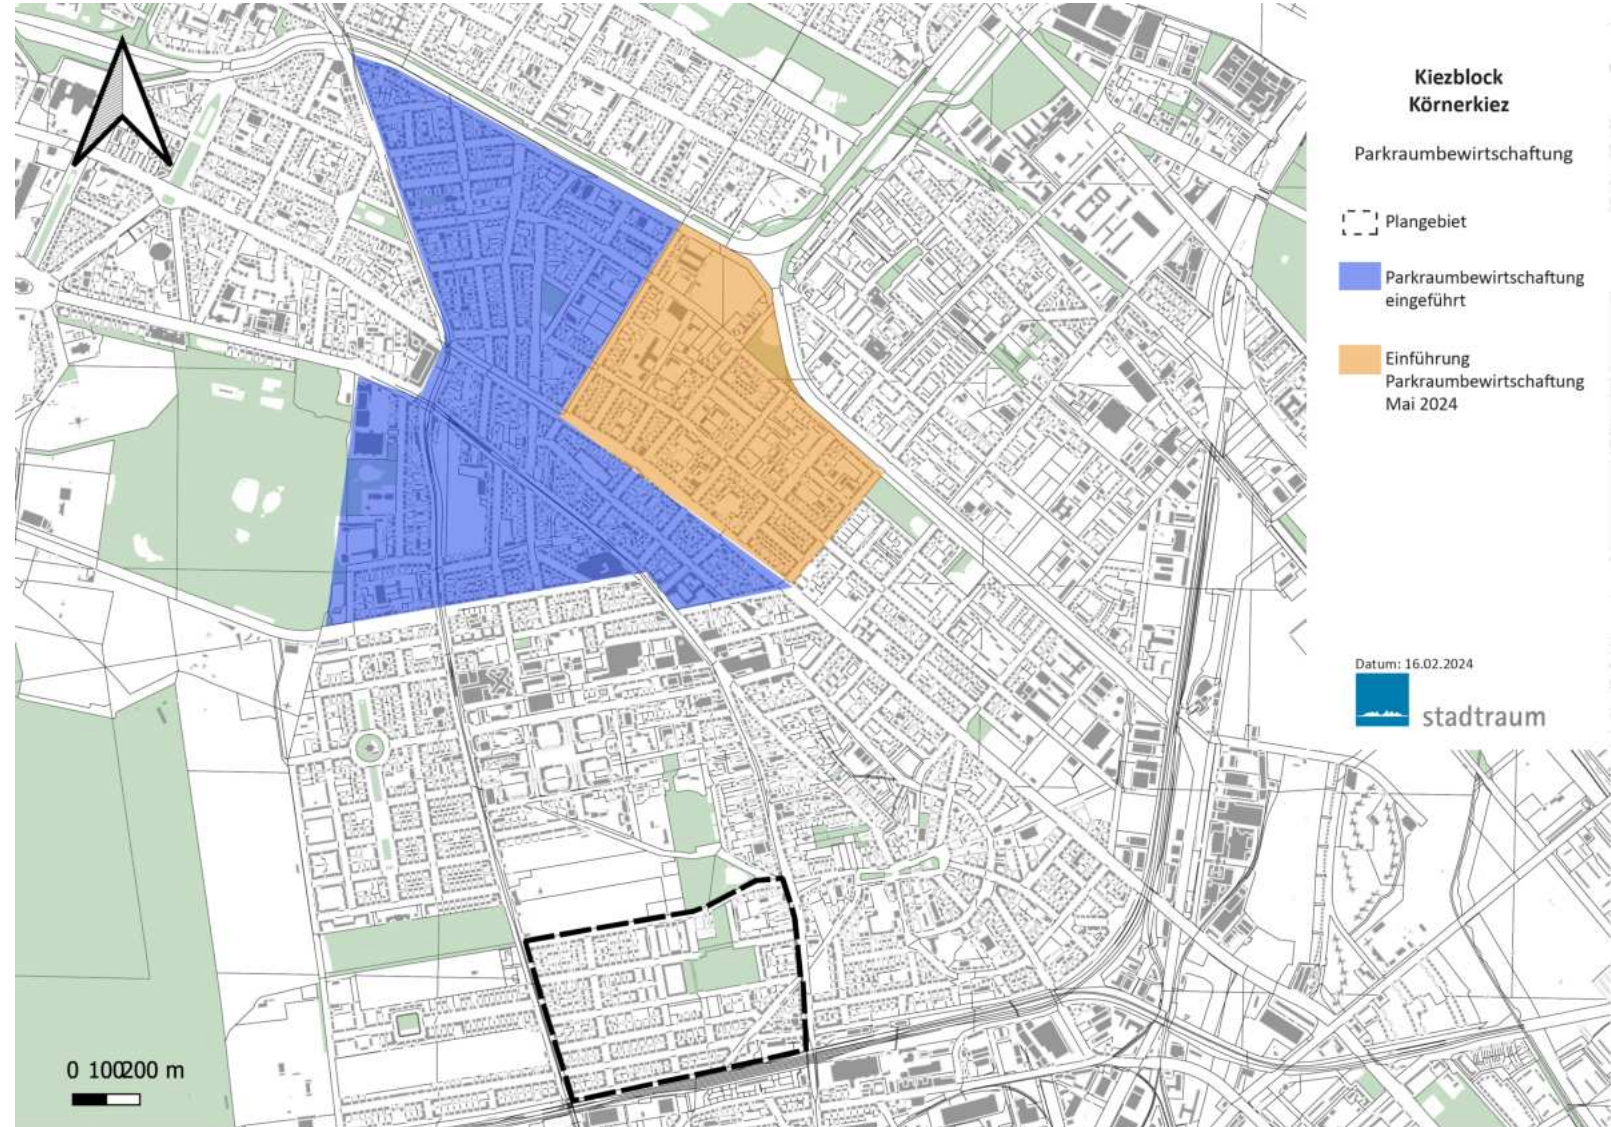 Kiezblock
Körnerkiez
Parkraumbewirtschaftung
Plangebiet
Parkraumbewirtschaftung
eingeführt
Einführung
Parkraumbewirtschaftung
Mai 2024
Datum: 16.02.2024
stadtraum
0 100200 m